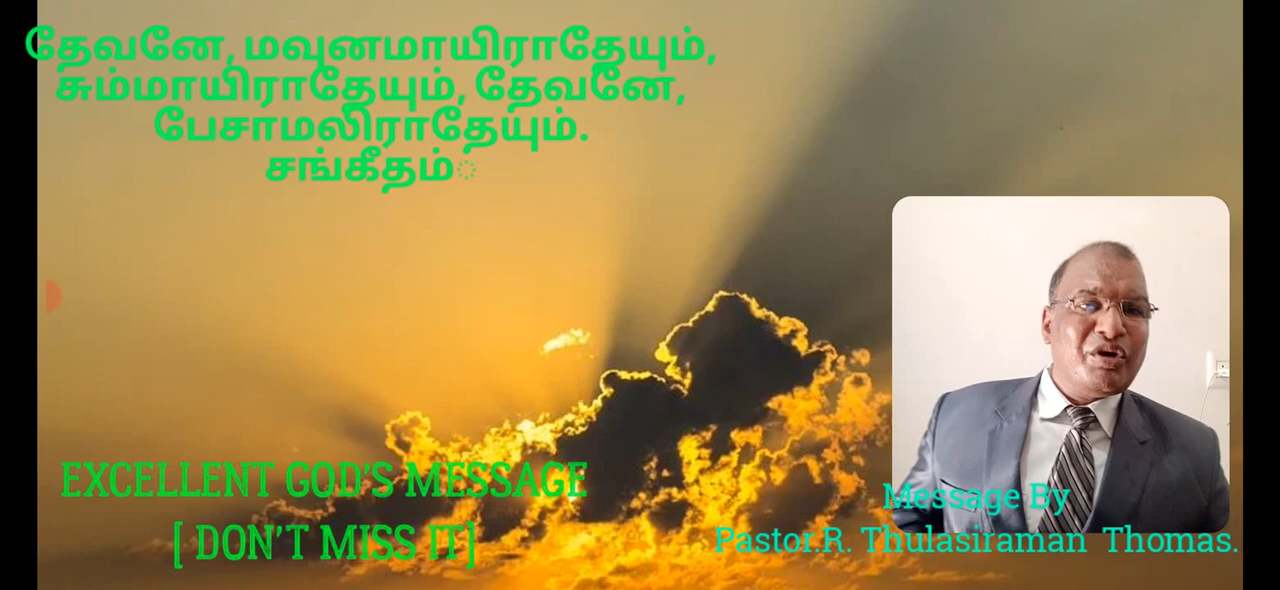 தேவனே, மவுனமாயிராதேயும்,
சும்மாயிராதேயும், தேவனே,
பேசாமலிராதேயும்.
சங்கீதம்
EXCELLENT GOD'S MESSAGE
[ DON'T MISS IT]
Message By
Pastor.R. Thulasiraman Thomas.